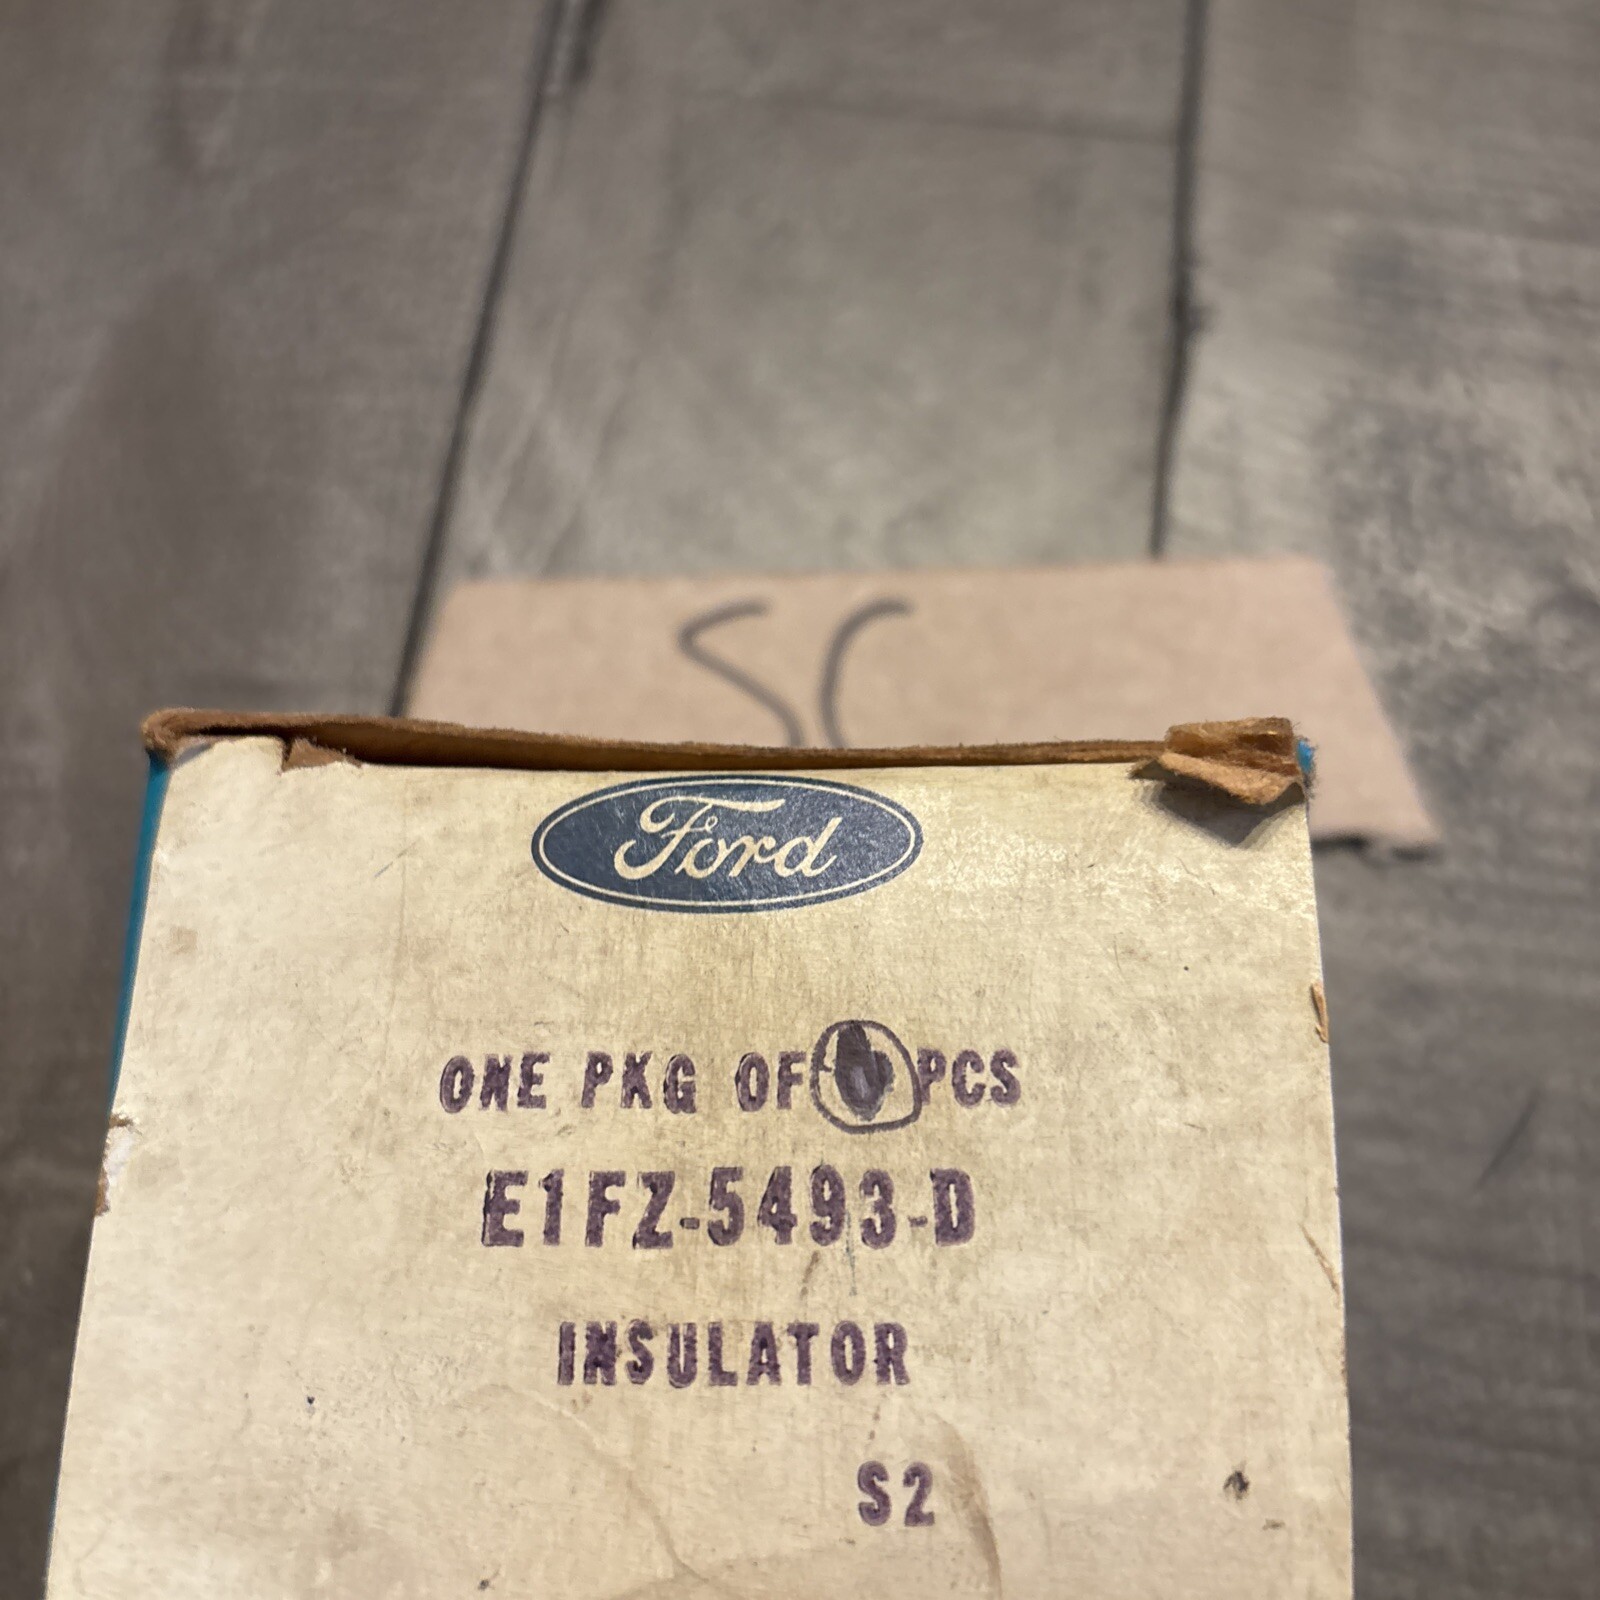 SC
Ford
ONE PKG OF PCS
E1FZ-5493-D
INSULATOR
S2